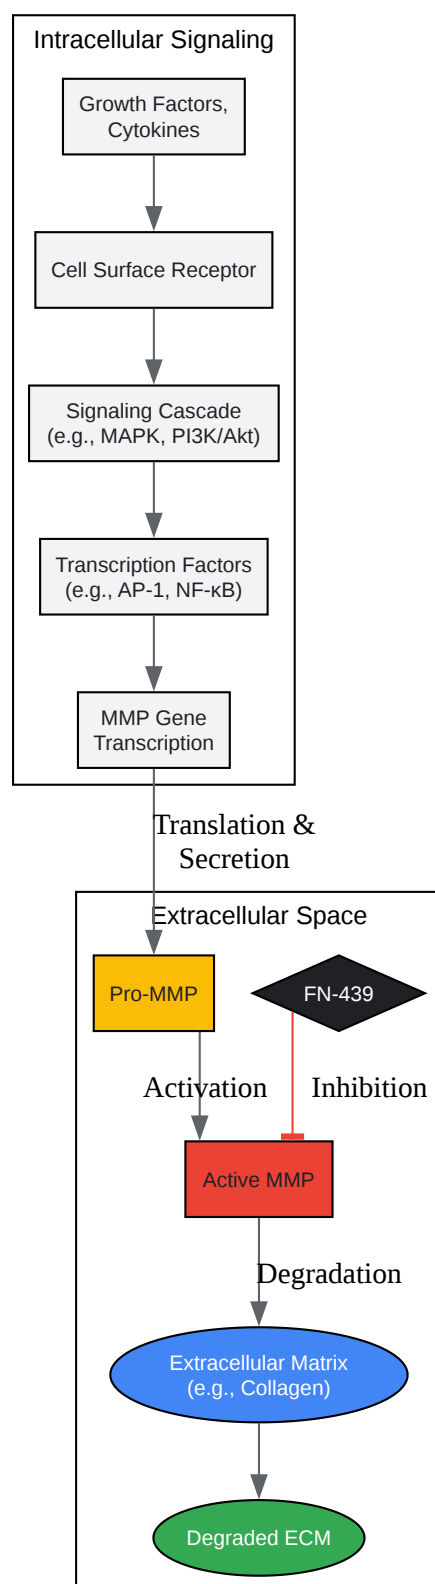 Intracellular Signaling
Growth Factors,
Cytokines
Cell Surface Receptor
Signaling Cascade
(e.g., MAPK, PI3K/Akt)
Transcription Factors
(e.g., AP-1, NF-κB)
MMP Gene
Transcription
Translation &
Secretion
Extracellular Space
Pro-MMP
FN-439
Activation
Inhibition
Active MMP
Degradation
Extracellular Matrix
(e.g., Collagen)
Degraded ECM